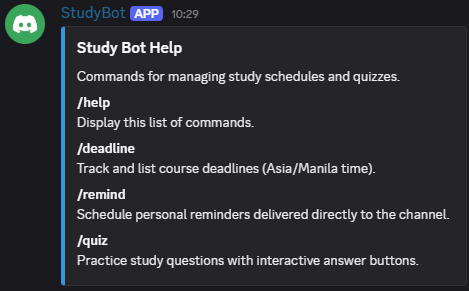 StudyBot APP 10:29
Study Bot Help
Commands for managing study schedules and quizzes.
/help
Display this list of commands.
/deadline
Track and list course deadlines (Asia/Manila time).
/remind
Schedule personal reminders delivered directly to the channel.
/quiz
Practice study questions with interactive answer buttons.